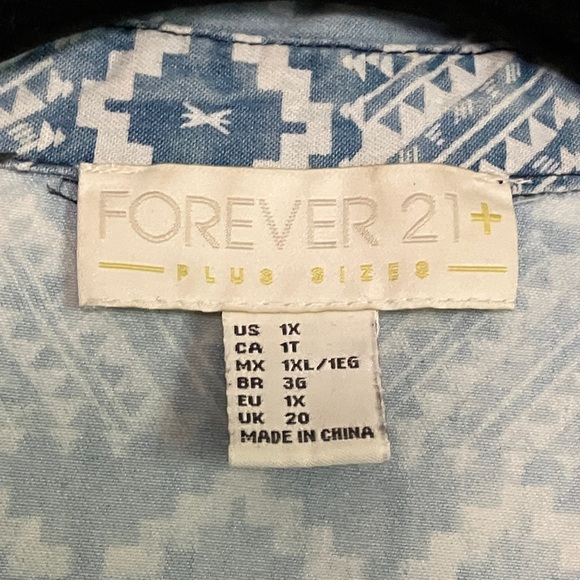 FOREVER 21+
PLUS SIZES
US 1X
CA 1T
MX 1XL/1EG
BR 3G
EU 1X
UK 20
MADE IN CHINA